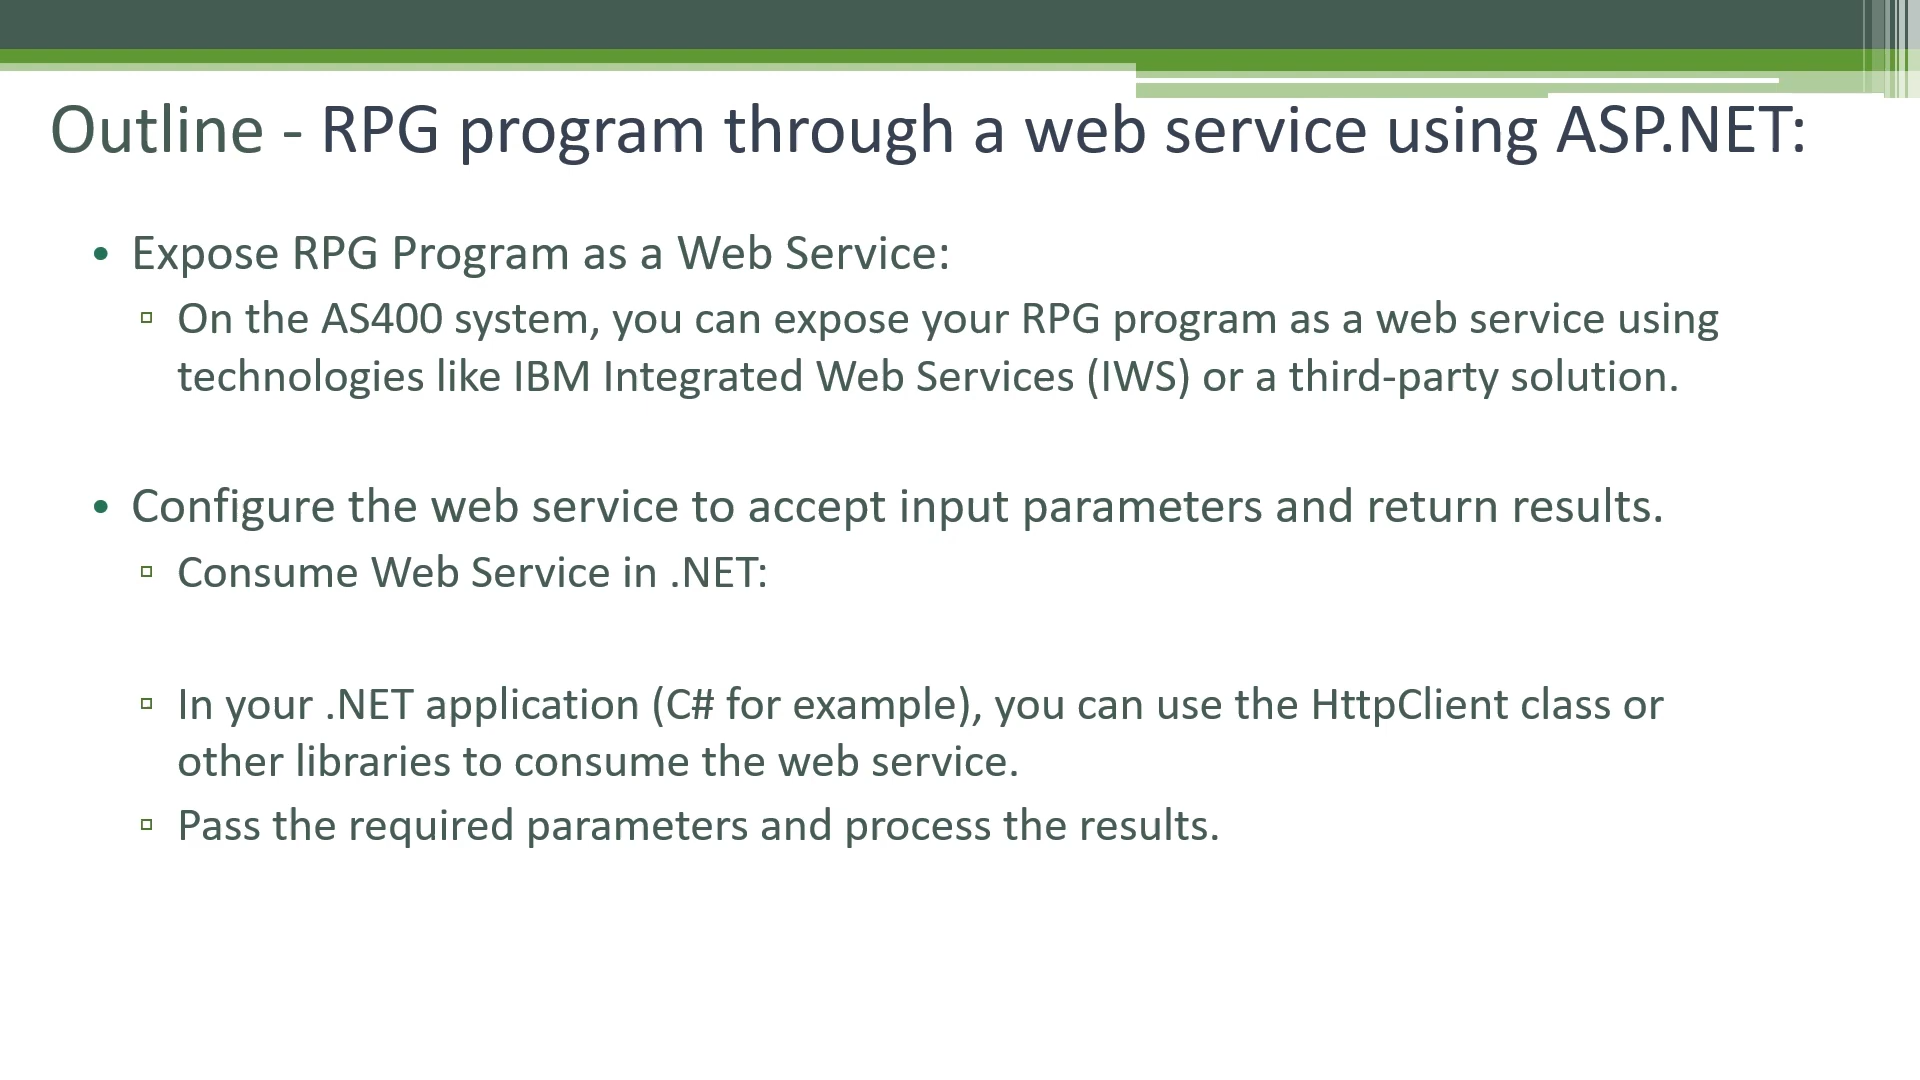 Outline - RPG program through a web service using ASP.NET:
• Expose RPG Program as a Web Service:
▫ On the AS400 system, you can expose your RPG program as a web service using
technologies like IBM Integrated Web Services (IWS) or a third-party solution.
• Configure the web service to accept input parameters and return results.
▫ Consume Web Service in .NET:
▫ In your .NET application (C# for example), you can use the HttpClient class or
other libraries to consume the web service.
▫ Pass the required parameters and process the results.